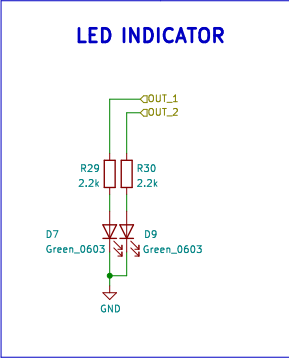 LED INDICATOR
OUT_1
OUT_2
R29
2.2k
R30
2.2k
D7
Green_0603
D9
Green_0603
GND